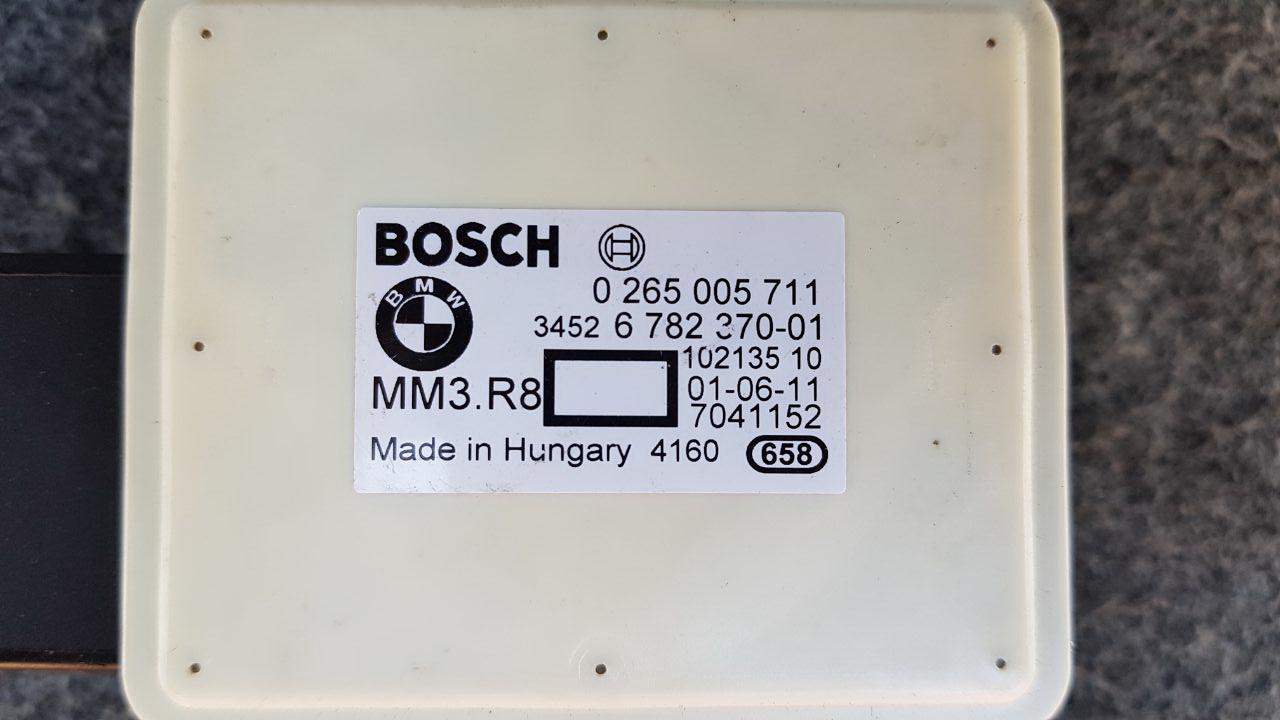 BOSCH
BMW
0 265 005 711
3452 6 782 370-01
102135 10
MM3.R8
01-06-11
7041152
Made in Hungary 4160 658